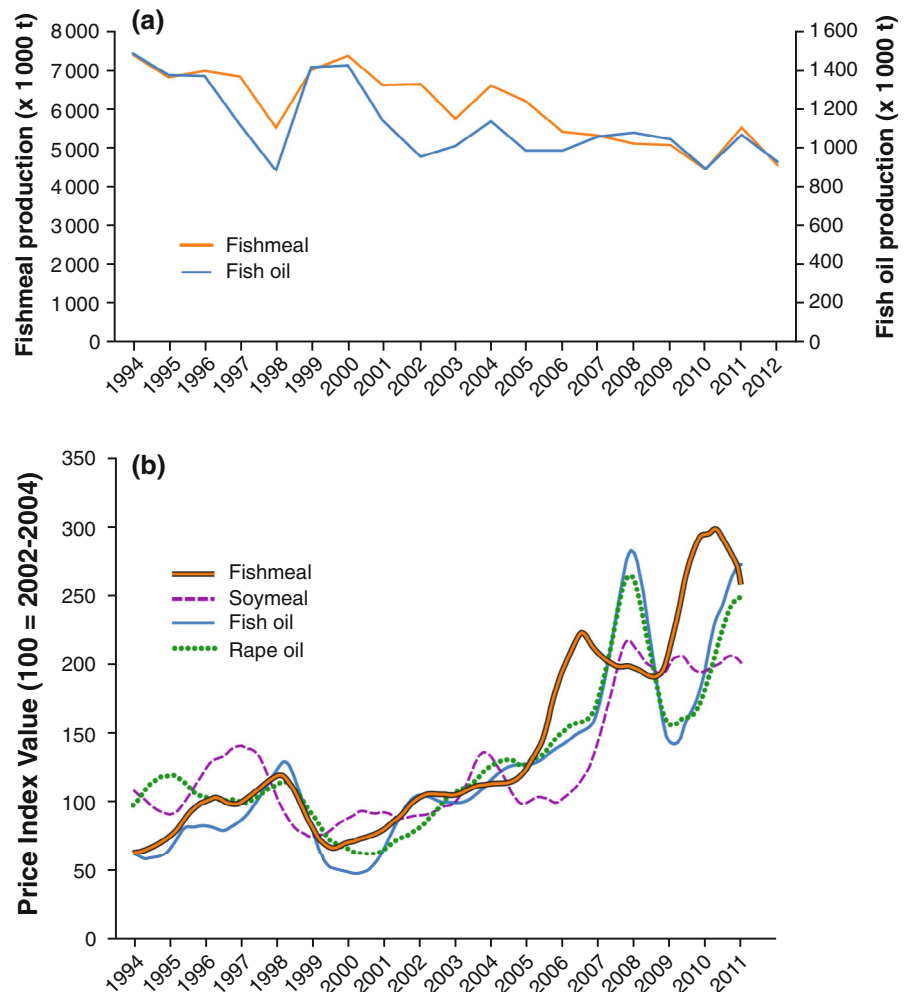 (a)
Fishmeal production (x 1000 t)
Fish oil production (x 1000 t)
8 000
7 000
6 000
5 000
4 000
3 000
2 000
1 000
0
1 600
1 400
1 200
1 000
800
600
400
200
0
Fishmeal
Fish oil
1994 1995 1996 1997 1998 1999 2000 2001 2002 2003 2004 2005 2006 2007 2008 2009 2010 2011 2012
(b)
Price Index Value (100 = 2002-2004)
350
300
250
200
150
100
50
0
Fishmeal
Soymeal
Fish oil
Rape oil
1994 1995 1996 1997 1998 1999 2000 2001 2002 2003 2004 2005 2006 2007 2008 2009 2010 2011